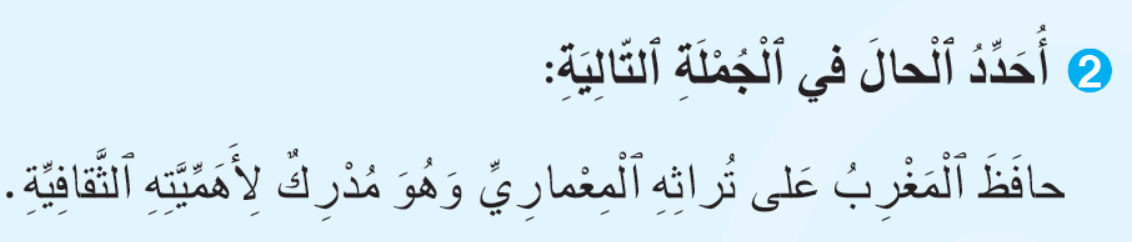 2 أُحَدِّدُ ٱلْحالَ في ٱلْجُمْلَةِ ٱلتّالِيَةِ:
حافَظَ ٱلْمَغْرِبُ عَلى تُراثِهِ ٱلْمِعْمارِيِّ وَهُوَ مُدْرِكٌ لِأَهَمِّيَّتِهِ ٱلثَّقافِيَّةِ.